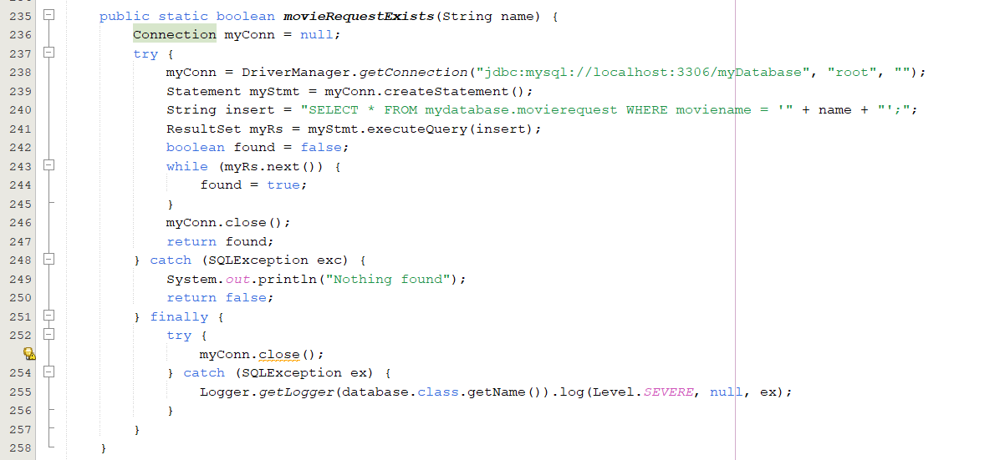 235 public static boolean movieRequestExists(String name) {
236 Connection myConn = null;
237 try {
238 myConn = DriverManager.getConnection("jdbc:mysql://localhost:3306/myDatabase", "root", "");
239 Statement myStmt = myConn.createStatement();
240 String insert = "SELECT * FROM mydatabase.movierequest WHERE moviename = '" + name + "';";
241 ResultSet myRs = myStmt.executeQuery(insert);
242 boolean found = false;
243 while (myRs.next()) {
244 found = true;
245 }
246 myConn.close();
247 return found;
248 } catch (SQLException exc) {
249 System.out.println("Nothing found");
250 return false;
251 } finally {
252 try {
myConn.close();
254 } catch (SQLException ex) {
255 Logger.getLogger(database.class.getName()).log(Level.SEVERE, null, ex);
256 }
257 }
258 }